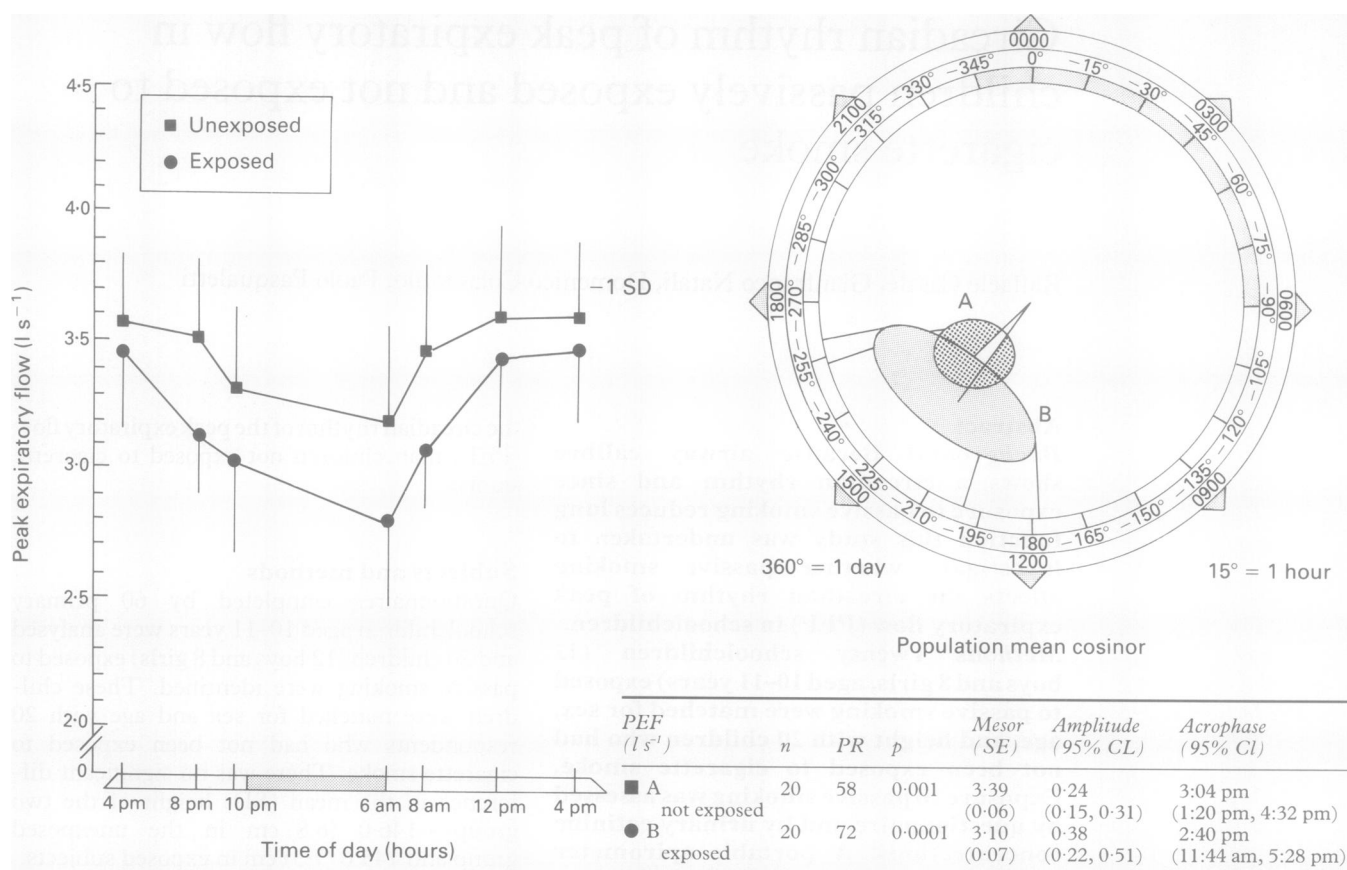 Peak expiratory flow (l s⁻¹)
4·5
4·0
3·5
3·0
2·5
2·0
0
Unexposed
Exposed
1 SD
4 pm 8 pm 10 pm 6 am 8 am 12 pm 4 pm
Time of day (hours)
0000
0300
0600
0900
1200
1500
1800
2100
0°
-15°
-30°
-45°
-60°
-75°
-90°
-105°
-120°
-135°
-150°
-165°
-180°
-195°
-210°
-225°
-240°
-255°
-270°
-285°
-300°
-315°
-330°
-345°
A
B
360° = 1 day
15° = 1 hour
Population mean cosinor
PEF Mesor Amplitude Acrophase
(l s⁻¹) n PR p (SE) (95% CL) (95% Cl)
A 20 58 0·001 3·39 0·24 3:04 pm
nonexposed (0·06) (0·15, 0·31) (1:20 pm, 4:32 pm)
B 20 72 0·0001 3·10 0·38 2:40 pm
exposed (0·07) (0·22, 0·51) (11:44 am, 5:28 pm)